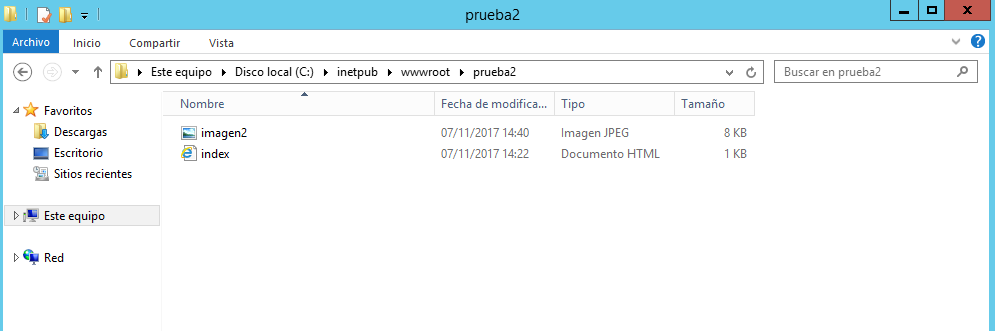 prueba2
Archivo Inicio Compartir Vista
Este equipo Disco local (C:) inetpub wwwroot prueba2 Buscar en prueba2
Nombre Fecha de modifica... Tipo Tamaño
Favoritos
imagen2 07/11/2017 14:40 Imagen JPEG 8 KB
Descargas
index 07/11/2017 14:22 Documento HTML 1 KB
Escritorio
Sitios recientes
Este equipo
Red